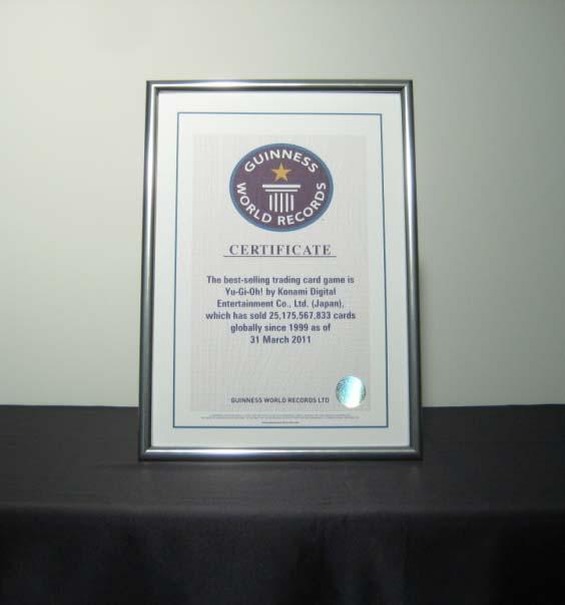 GUINNESS
WORLD RECORDS
CERTIFICATE
The best-selling trading card game is
Yu-Gi-Oh! by Konami Digital
Entertainment Co., Ltd. (Japan),
which has sold 25,175,567,833 cards
globally since 1999 as of
31 March 2011
GUINNESS WORLD RECORDS LTD